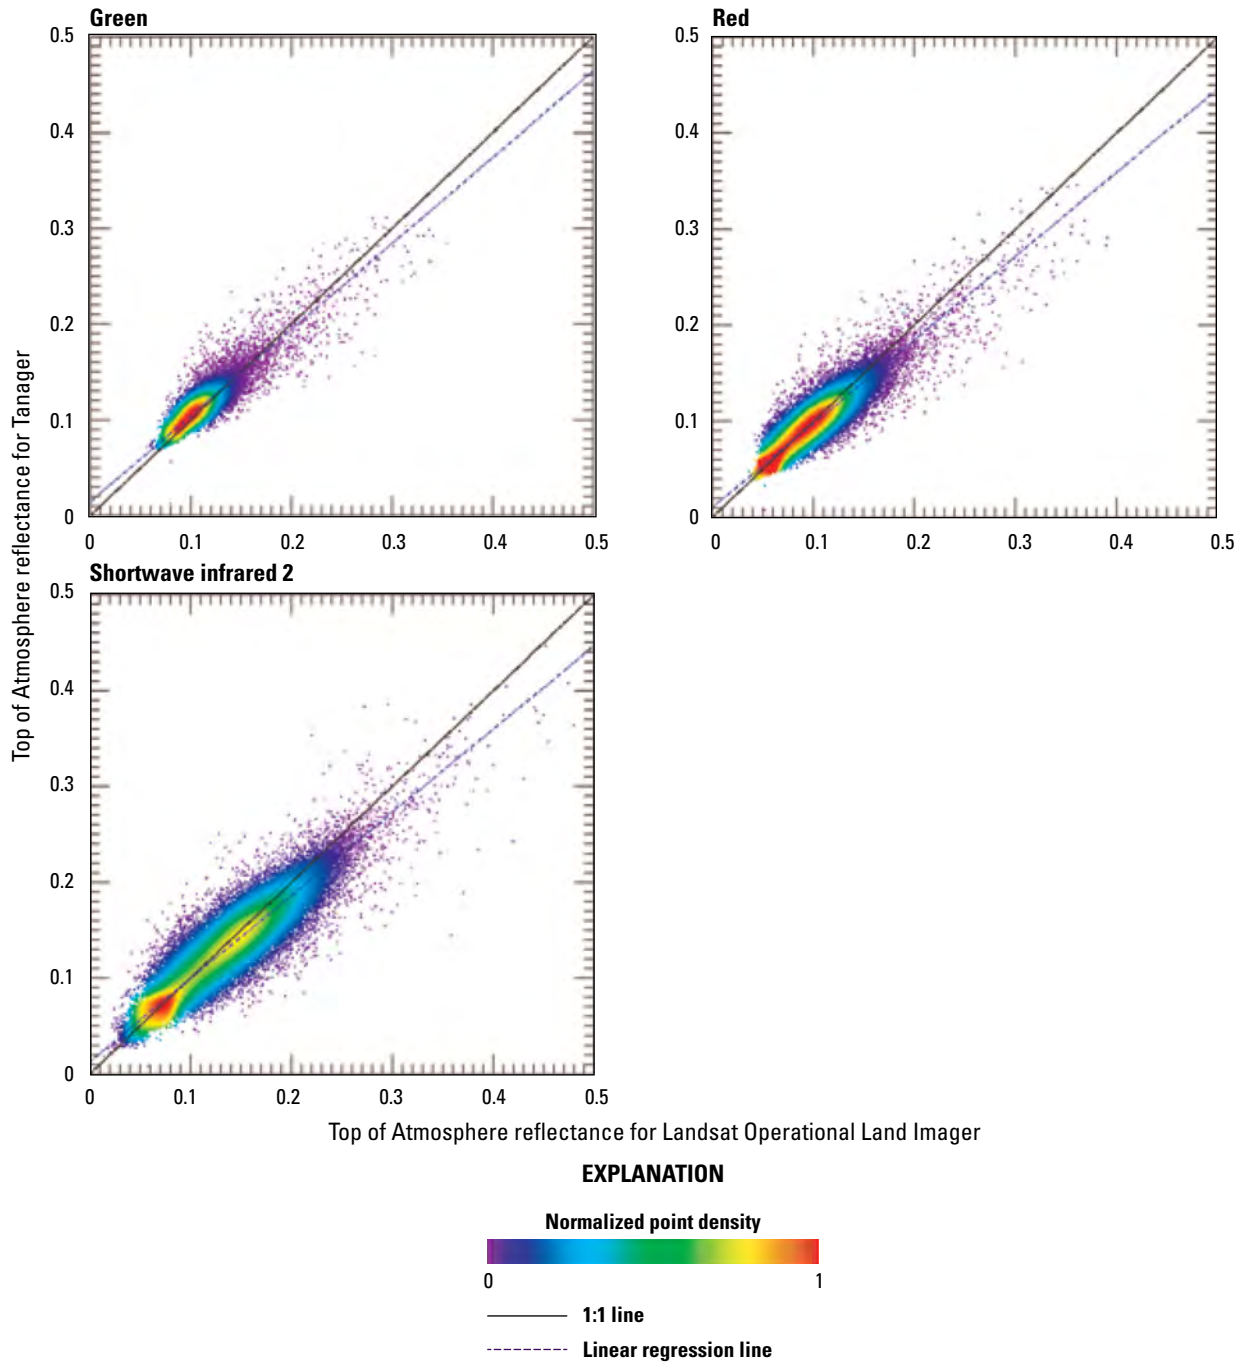 Green
0.5
0.4
0.3
0.2
0.1
0
0 0.1 0.2 0.3 0.4 0.5
Red
0.5
0.4
0.3
0.2
0.1
0
0 0.1 0.2 0.3 0.4 0.5
Shortwave infrared 2
0.5
0.4
0.3
0.2
0.1
0
0 0.1 0.2 0.3 0.4 0.5
Top of Atmosphere reflectance for Tanager
Top of Atmosphere reflectance for Landsat Operational Land Imager
EXPLANATION
Normalized point density
0 1
1:1 line
Linear regression line